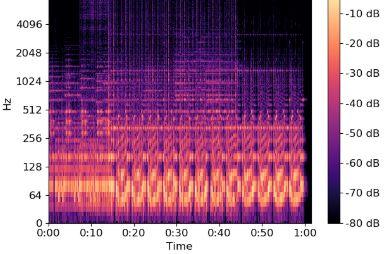 4096
2048
1024
512
256
128
64
0
Hz
0:00
0:10
0:20
0:30
0:40
0:50
1:00
Time
-10 dB
-20 dB
-30 dB
-40 dB
-50 dB
-60 dB
-70 dB
-80 dB